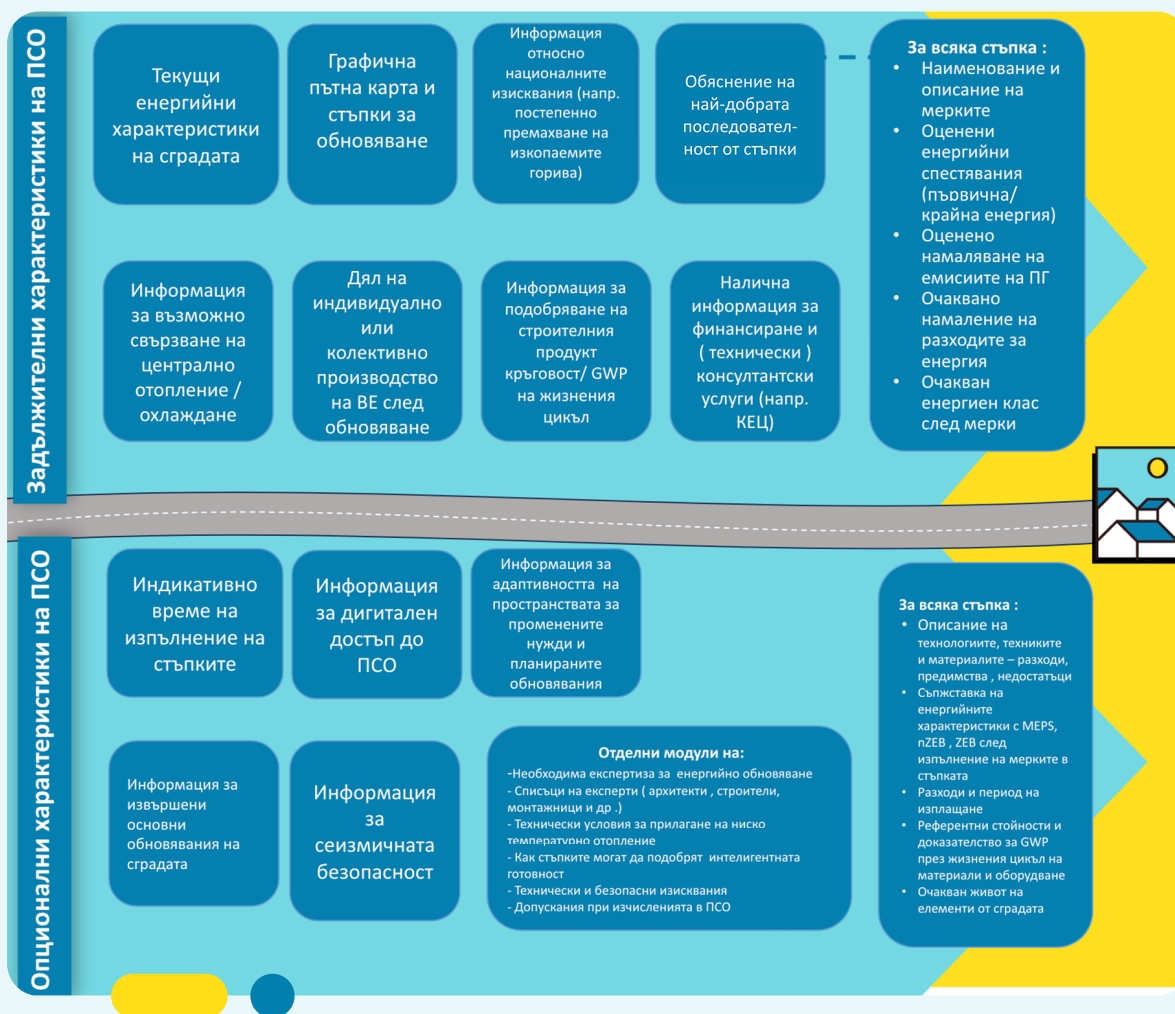 Задължителни характеристики на ПСО
Текущи
енергийни
характеристики
на сградата
Графична
пътна карта и
стъпки за
обновяване
Информация
относно
националните
изисквания (напр.
постепенно
премахване на
изкопаемите
горива)
Обяснение на
най-добрата
последовател-
ност от стъпки
За всяка стъпка :
• Наименование и
описание на
мерките
• Оценени
енергийни
спестявания
(първична/
крайна енергия)
• Оценено
намаляване на
емисиите на ПГ
• Очаквано
намаление на
разходите за
енергия
• Очакван
енергиен клас
след мерки
Информация
за възможно
свързване на
централно
отопление /
охлаждане
Дял на
индивидуално
или
колективно
производство
на ВЕ след
обновяване
Информация за
подобряване на
строителния
продукт
кръговост/ GWP
на жизнения
цикъл
Налична
информация за
финансиране и
( технически )
консултантски
услуги (напр.
КЕЦ)
Опционални характеристики на ПСО
Индикативно
време на
изпълнение на
стъпките
Информация
за дигитален
достъп до
ПСО
Информация за
адаптивността на
пространствата за
променените
нужди и
планираните
обновявания
За всяка стъпка :
• Описание на
технологиите, техниките
и материалите – разходи,
предимства , недостатъци
• Съпжставка на
енергийните
характеристики с MEPS,
nZEB , ZEB след
изпълнение на мерките в
стъпката
• Разходи и период на
изплащане
• Референтни стойности и
доказателство за GWP
през жизнения цикъл на
материали и оборудване
• Очакван живот на
елементи от сградата
Информация за
извършени
основни
обновявания на
сградата
Информация
за
сеизмичната
безопасност
Отделни модули на:
-Необходима експертиза за енергийно обновяване
- Списъци на експерти ( архитекти , строители,
монтажници и др .)
- Технически условия за прилагане на ниско
температурно отопление
- Как стъпките могат да подобрят интелигентната
готовност
- Технически и безопасни изисквания
- Допускания при изчисленията в ПСО